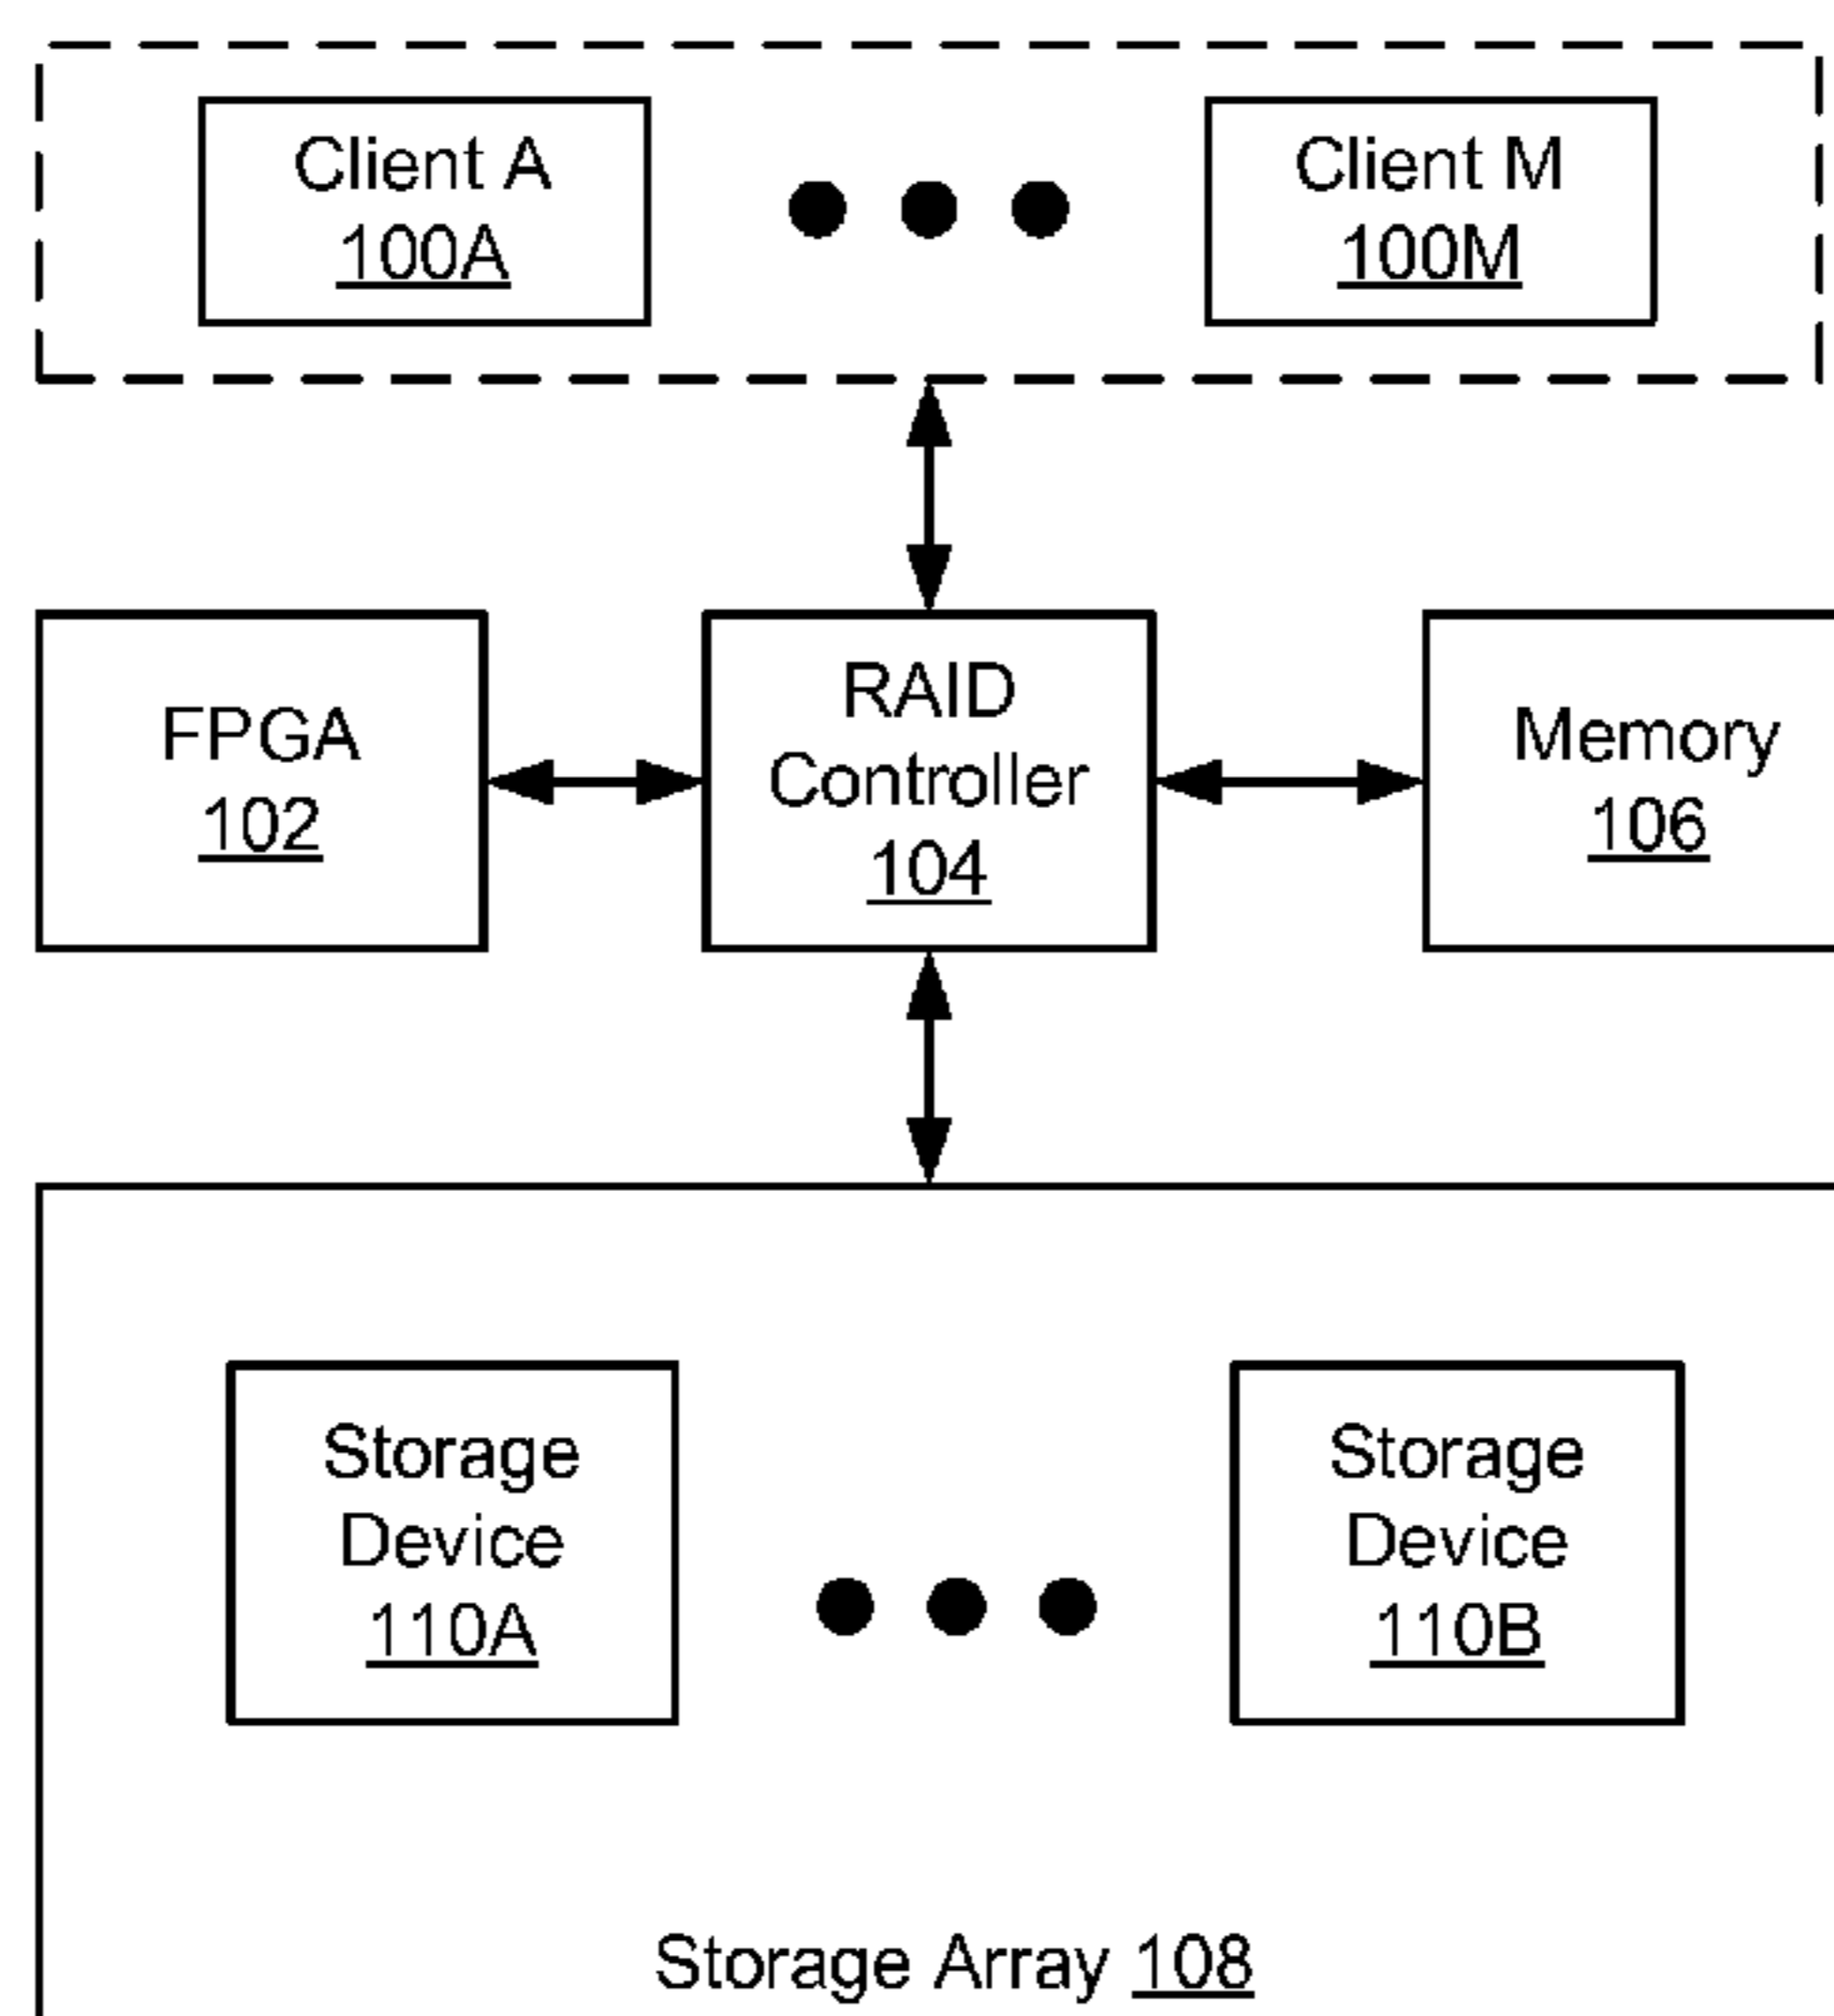 Client A
100A
Client M
100M
FPGA
102
RAID
Controller
104
Memory
106
Storage
Device
110A
Storage
Device
110B
Storage Array 108